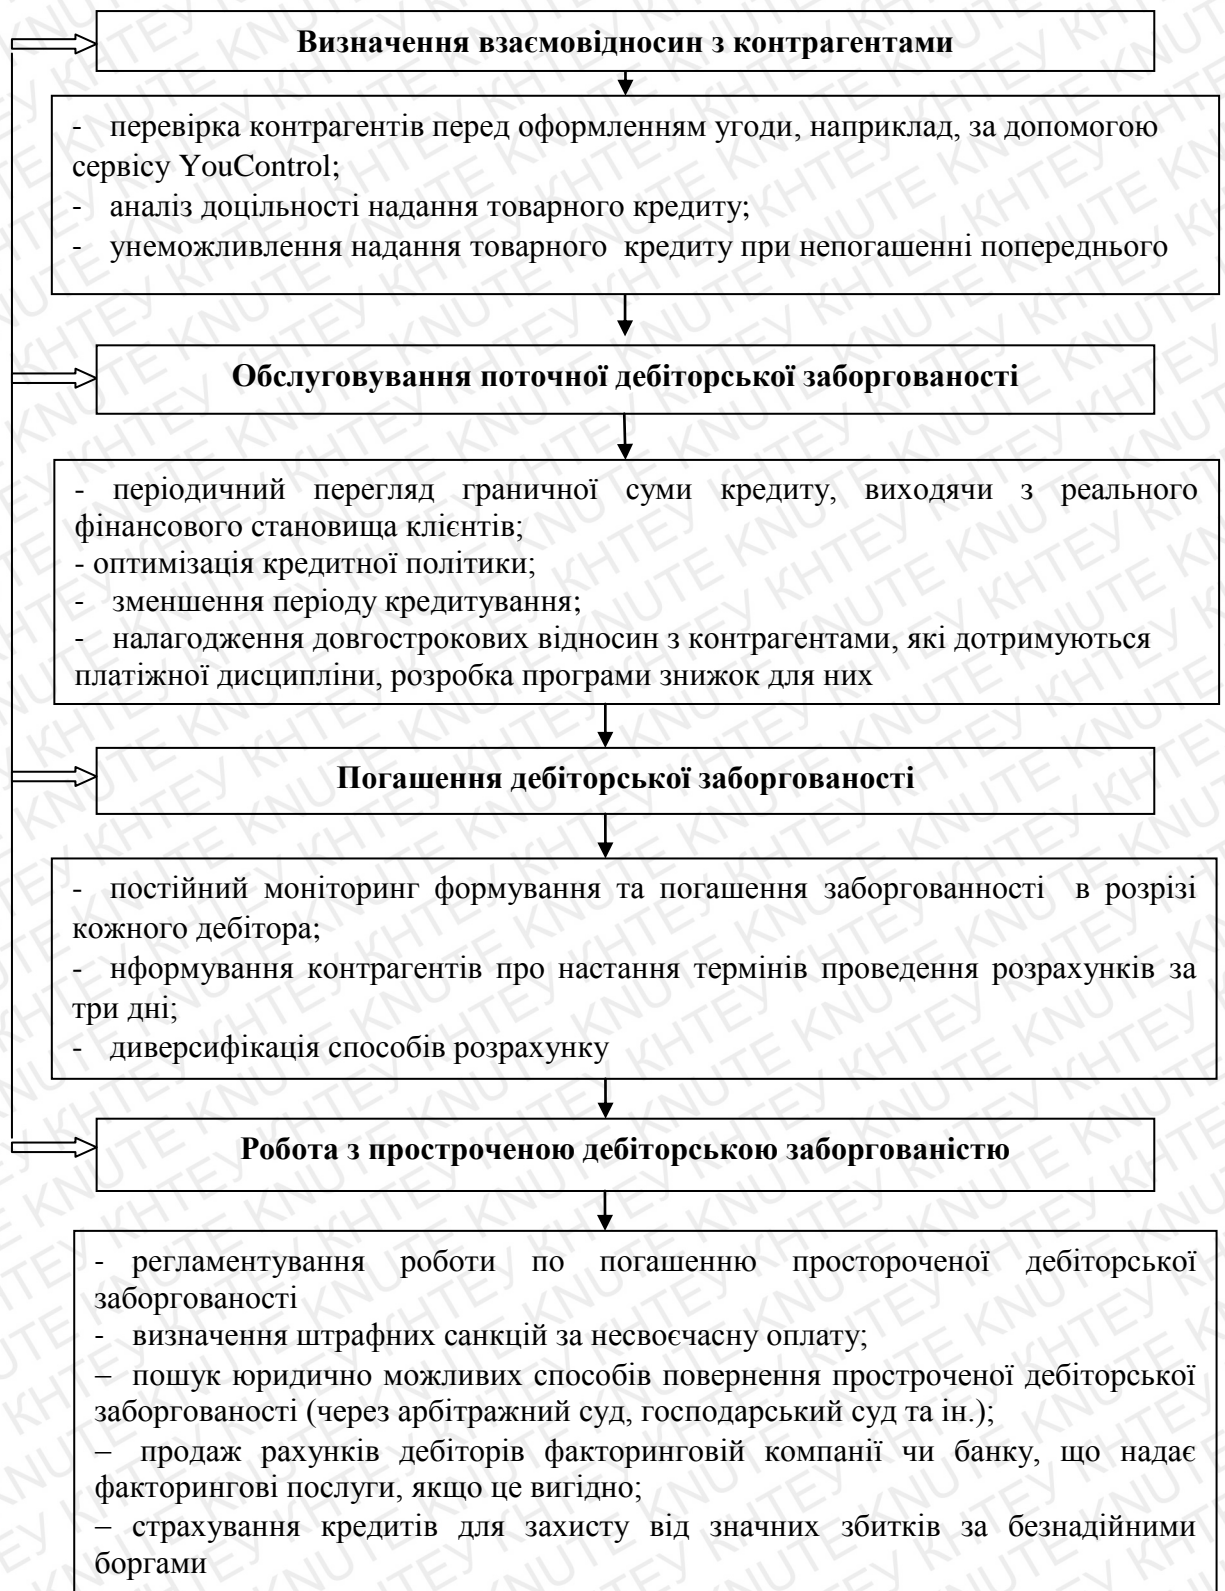 Визначення взаємовідносин з контрагентами
- перевірка контрагентів перед оформленням угоди, наприклад, за допомогою
сервісу YouControl;
- аналіз доцільності надання товарного кредиту;
- унеможливлення надання товарного кредиту при непогашенні попереднього
Обслуговування поточної дебіторської заборгованості
- періодичний перегляд граничної суми кредиту, виходячи з реального
фінансового становища клієнтів;
- оптимізація кредитної політики;
- зменшення періоду кредитування;
- налагодження довгострокових відносин з контрагентами, які дотримуються
платіжної дисципліни, розробка програми знижок для них
Погашення дебіторської заборгованості
- постійний моніторинг формування та погашення заборгованності в розрізі
кожного дебітора;
- нформування контрагентів про настання термінів проведення розрахунків за
три дні;
- диверсифікація способів розрахунку
Робота з простроченою дебіторською заборгованістю
- регламентування роботи по погашенню простороченої дебіторської
заборгованості
- визначення штрафних санкцій за несвоєчасну оплату;
– пошук юридично можливих способів повернення простроченої дебіторської
заборгованості (через арбітражний суд, господарський суд та ін.);
– продаж рахунків дебіторів факторинговій компанії чи банку, що надає
факторингові послуги, якщо це вигідно;
– страхування кредитів для захисту від значних збитків за безнадійними
боргами